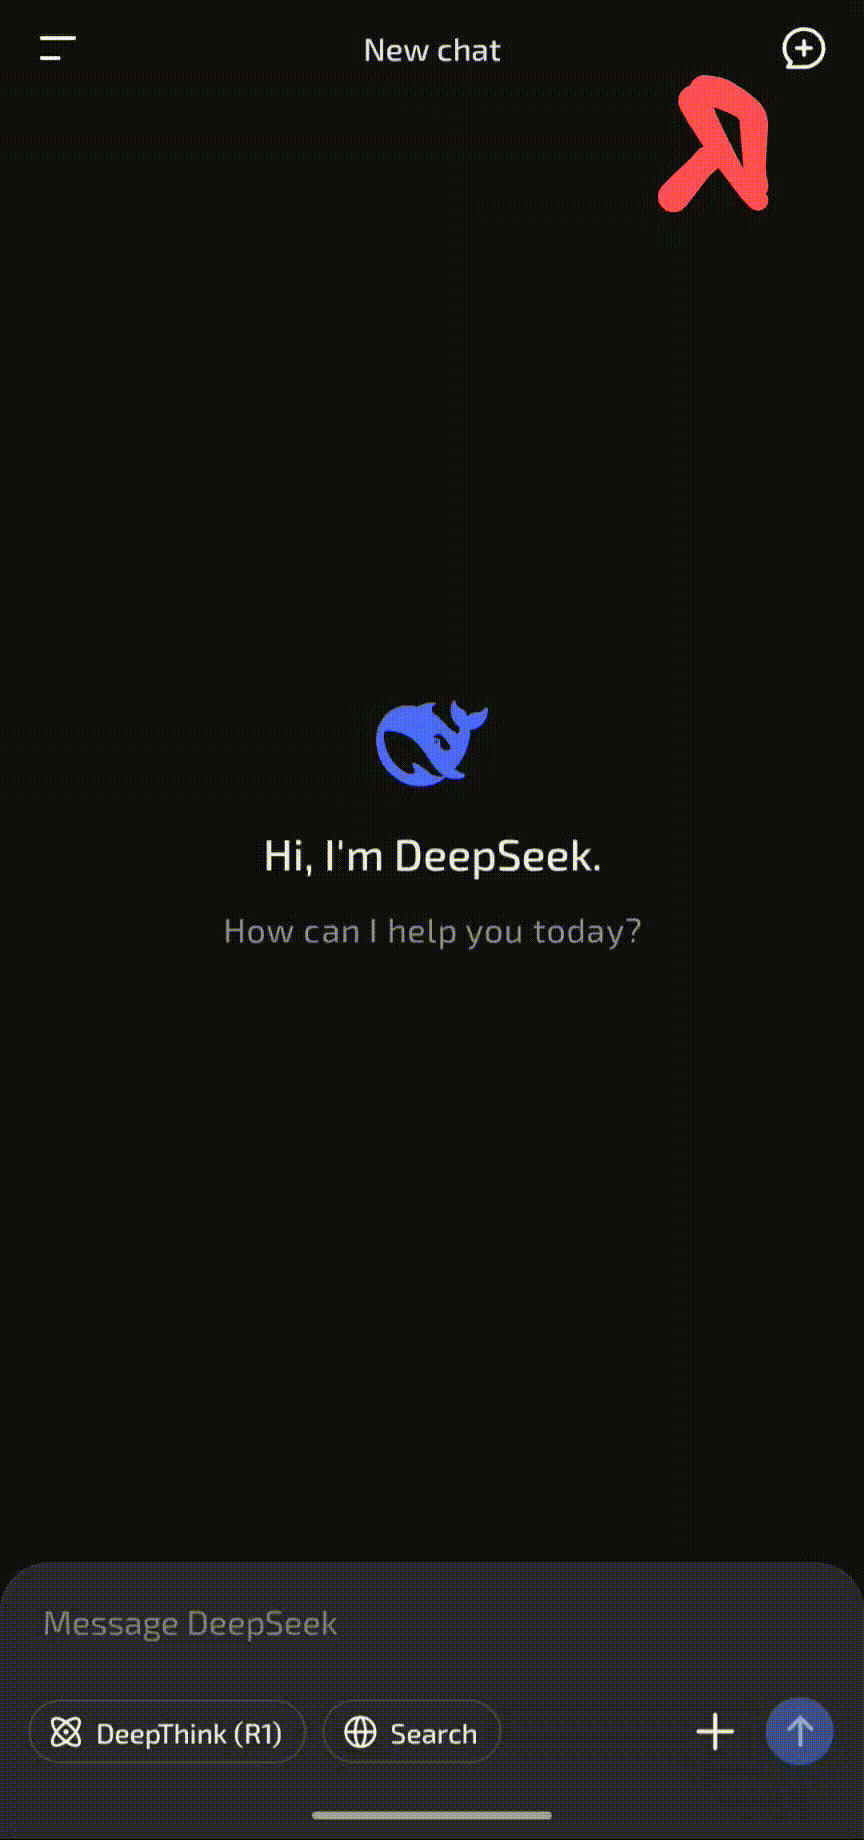 New chat
Hi, I'm DeepSeek.
How can I help you today?
Message DeepSeek
DeepThink (R1)
Search